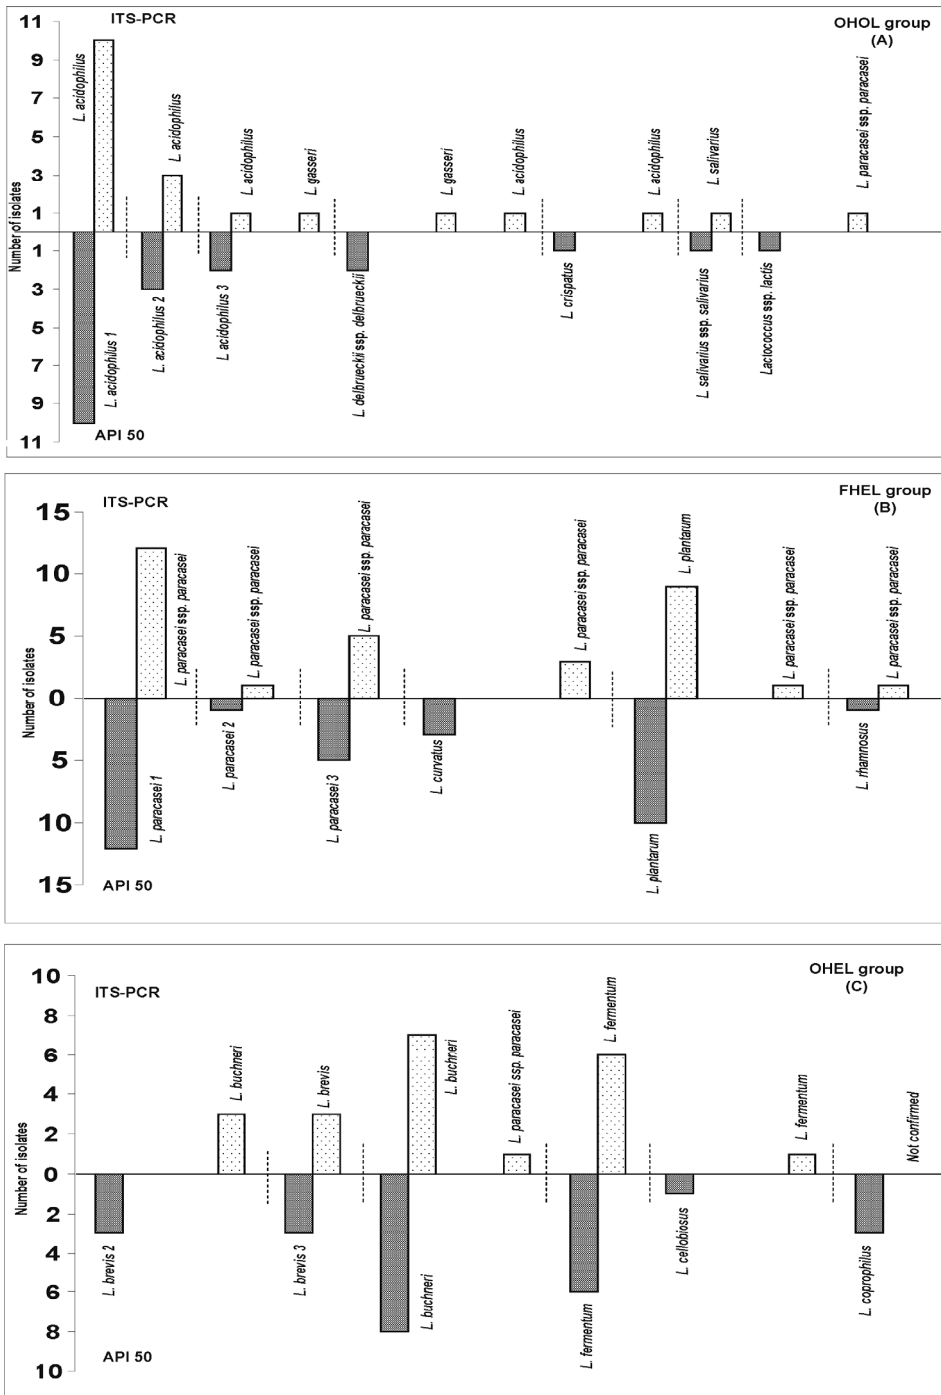 ITS-PCR
OHOL group
(A)
Number of isolates
11
9
7
5
3
1
1
3
5
7
9
11
L. acidophilus
L. acidophilus
L. acidophilus
L. gasseri
L. gasseri
L. acidophilus
L. acidophilus
L. salivarius
L. paracasei ssp. paracasei
L. acidophilus 1
L. acidophilus 2
L. acidophilus 3
L. delbrueckii ssp. delbrueckii
L. crispatus
L. salivarius ssp. salivarius
Lactococcus ssp. lactis
API 50
ITS-PCR
FHEL group
(B)
Number of isolates
15
10
5
0
5
10
15
L. paracasei ssp. paracasei
L. paracasei ssp. paracasei
L. paracasei ssp. paracasei
L. paracasei ssp. paracasei
L. plantarum
L. paracasei ssp. paracasei
L. paracasei ssp. paracasei
L. paracasei 1
L. paracasei 2
L. paracasei 3
L. curvatus
L. plantarum
L. rhamnosus
API 50
ITS-PCR
OHEL group
(C)
Number of isolates
10
8
6
4
2
0
2
4
6
8
10
L. buchneri
L. brevis
L. buchneri
L. paracasei ssp. paracasei
L. fermentum
L. fermentum
Not confirmed
L. brevis 2
L. brevis 3
L. buchneri
L. fermentum
L. cellobiosus
L. coprophilus
API 50